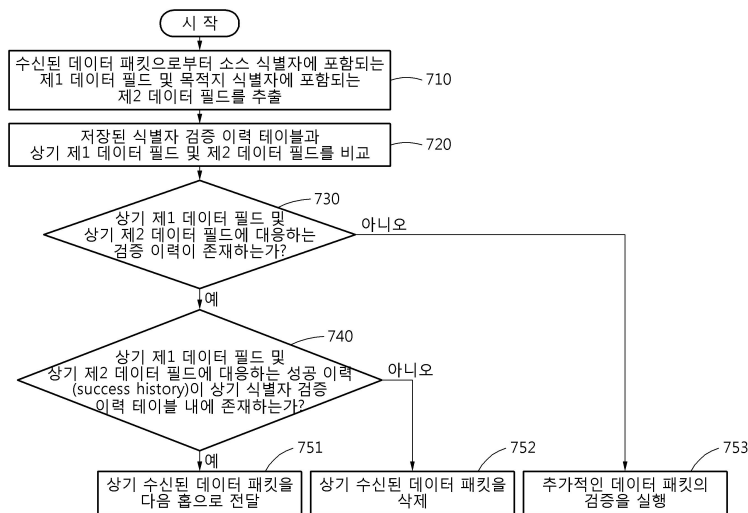 시 작
수신된 데이터 패킷으로부터 소스 식별자에 포함되는
제1 데이터 필드 및 목적지 식별자에 포함되는
제2 데이터 필드를 추출
710
저장된 식별자 검증 이력 테이블과
상기 제1 데이터 필드 및 제2 데이터 필드를 비교
720
730
상기 제1 데이터 필드 및
상기 제2 데이터 필드에 대응하는
검증 이력이 존재하는가?
아니오
예
740
상기 제1 데이터 필드 및
상기 제2 데이터 필드에 대응하는 성공 이력
(success history)이 상기 식별자 검증
이력 테이블 내에 존재하는가?
아니오
예
751
상기 수신된 데이터 패킷을
다음 홉으로 전달
752
상기 수신된 데이터 패킷을
삭제
753
추가적인 데이터 패킷의
검증을 실행